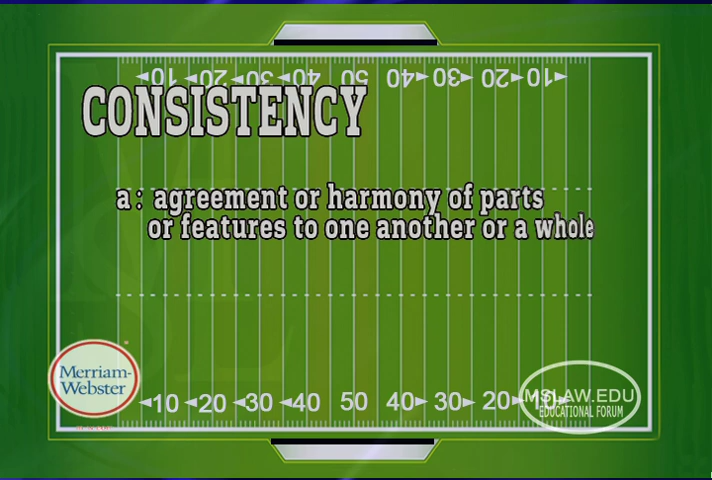 ◄10 ◄20 ◄30 ◄40 50 40► 30► 20► 10►
CONSISTENCY
a: agreement or harmony of parts
or features to one another or a whole
Merriam-
Webster
◄10 ◄20 ◄30 ◄40 50 40► 30► 20►
MSLAW.EDU
EDUCATIONAL FORUM